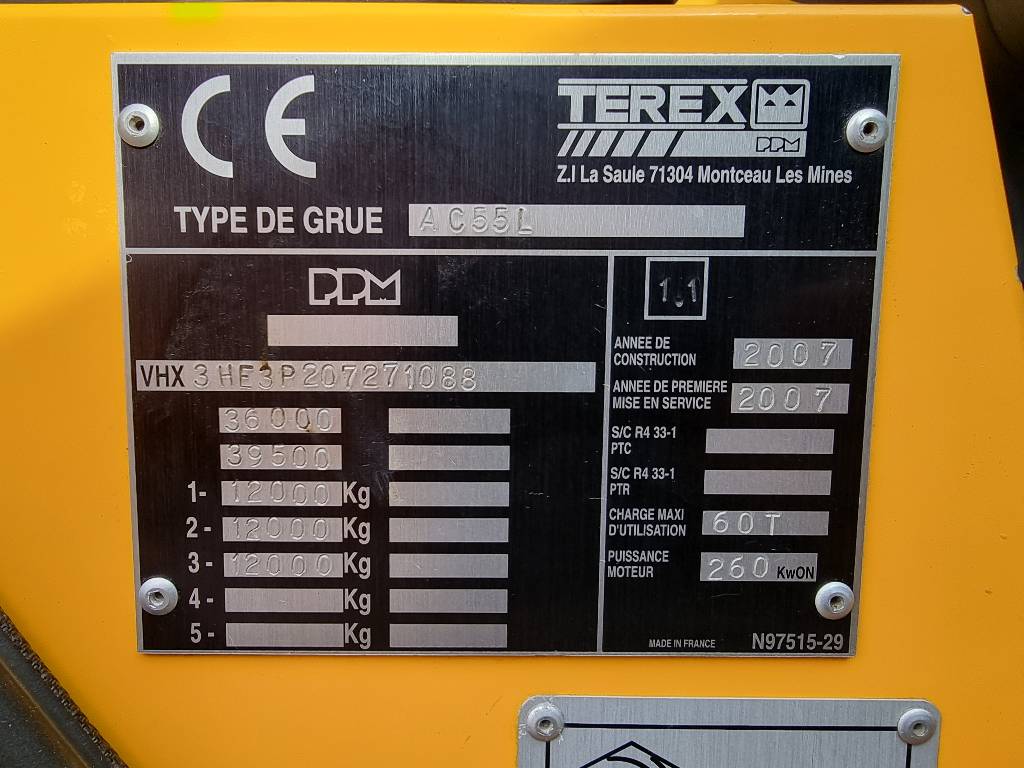 CE
TEREX
PPM
Z.I La Saule 71304 Montceau Les Mines
TYPE DE GRUE AC55L
PPM
VHX 3HE3P207271088
36000
39500
1- 12000 Kg
2- 12000 Kg
3- 12000 Kg
4- Kg
5- Kg
1.1
ANNEE DE
CONSTRUCTION 2007
ANNEE DE PREMIERE
MISE EN SERVICE 2007
S/C R4 33-1
PTC
S/C R4 33-1
PTR
CHARGE MAXI
D'UTILISATION 60T
PUISSANCE
MOTEUR 260 KwON
MADE IN FRANCE N97515-29